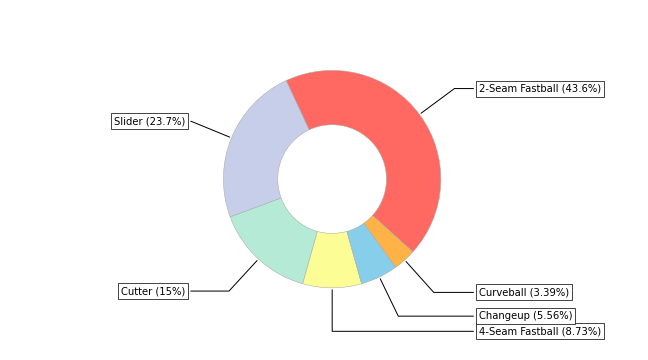 2-Seam Fastball (43.6%)
Slider (23.7%)
Cutter (15%)
Curveball (3.39%)
Changeup (5.56%)
4-Seam Fastball (8.73%)